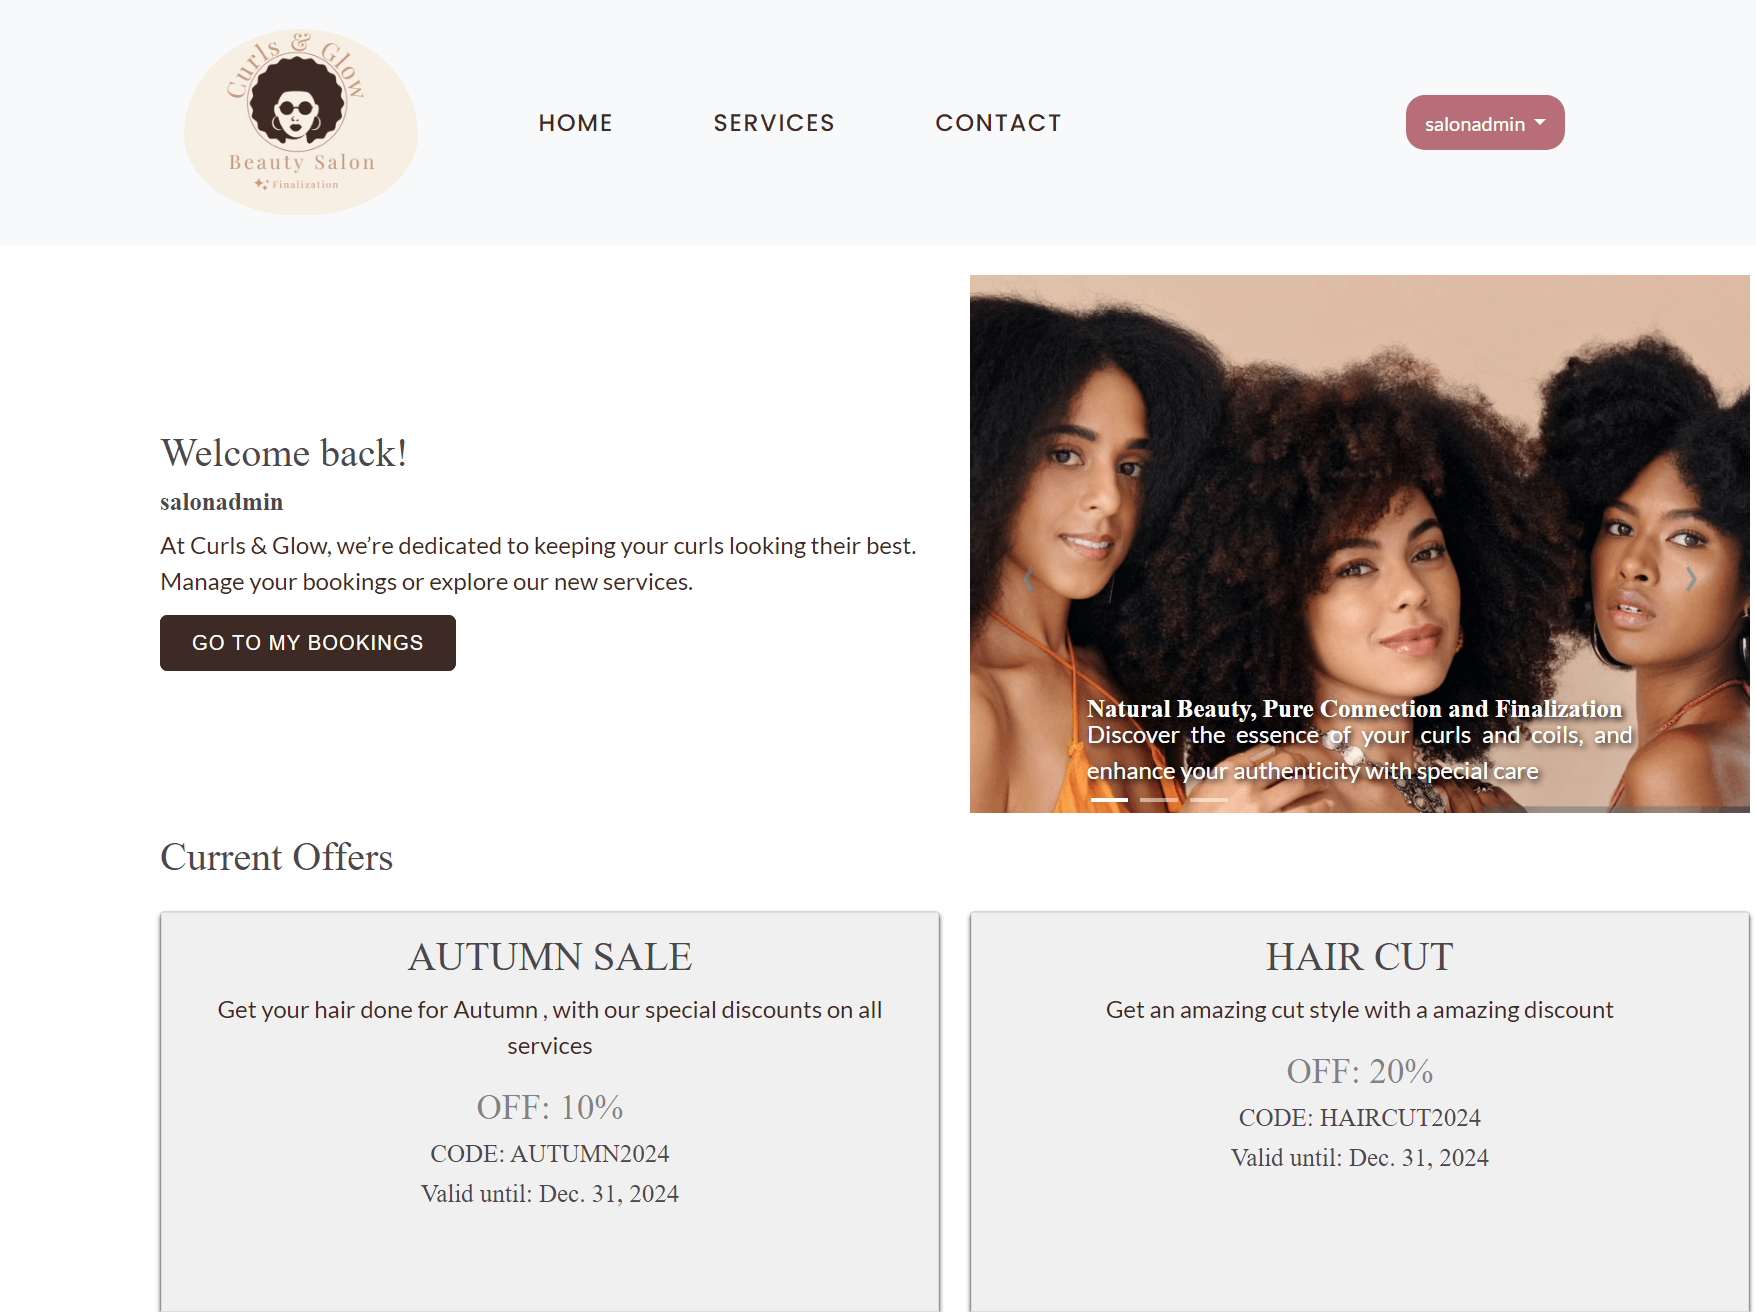 Curls & Glow
Beauty Salon
Finalization
HOME
SERVICES
CONTACT
salonadmin
Welcome back!
salonadmin
At Curls & Glow, we’re dedicated to keeping your curls looking their best.
Manage your bookings or explore our new services.
GO TO MY BOOKINGS
Natural Beauty, Pure Connection and Finalization
Discover the essence of your curls and coils, and
enhance your authenticity with special care
Current Offers
AUTUMN SALE
Get your hair done for Autumn , with our special discounts on all
services
OFF: 10%
CODE: AUTUMN2024
Valid until: Dec. 31, 2024
HAIR CUT
Get an amazing cut style with a amazing discount
OFF: 20%
CODE: HAIRCUT2024
Valid until: Dec. 31, 2024